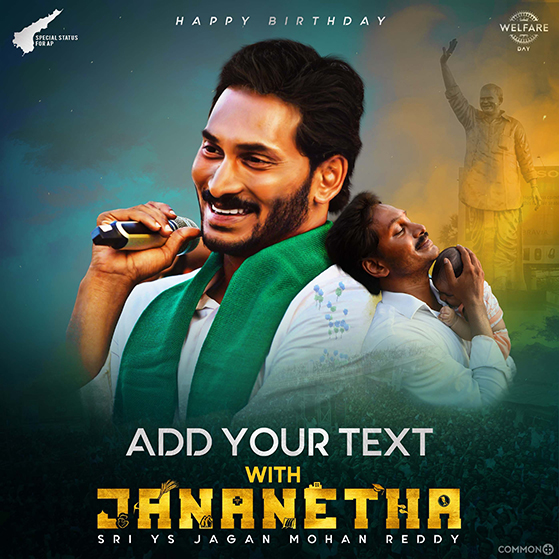 HAPPY BIRTHDAY
SPECIAL STATUS
FOR AP
WELFARE
DAY
ADD YOUR TEXT
WITH
JANANETHA
SRI YS JAGAN MOHAN REDDY
COMMON